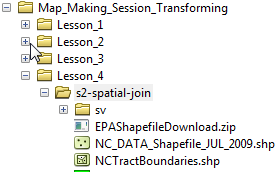 Map_Making_Session_Transforming
Lesson_1
Lesson_2
Lesson_3
Lesson_4
s2-spatial-join
sv
EPAShapefileDownload.zip
NC_DATA_Shapefile_JUL_2009.shp
NCTractBoundaries.shp